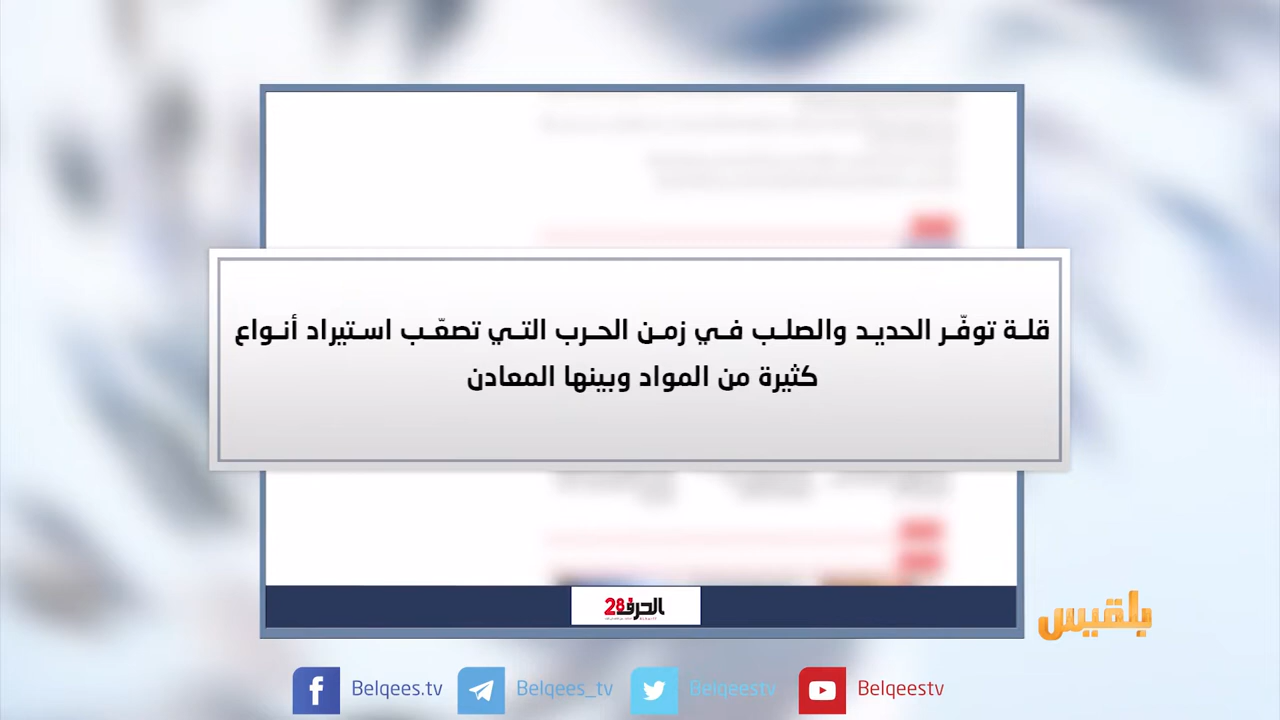 قلة توفّر الحديد والصلب في زمن الحرب التي تصعّب استيراد أنواع
كثيرة من المواد وبينها المعادن
الحرف28
بلقيس
Belqees.tv
Belqees_tv
Belqeestv
Belqeestv